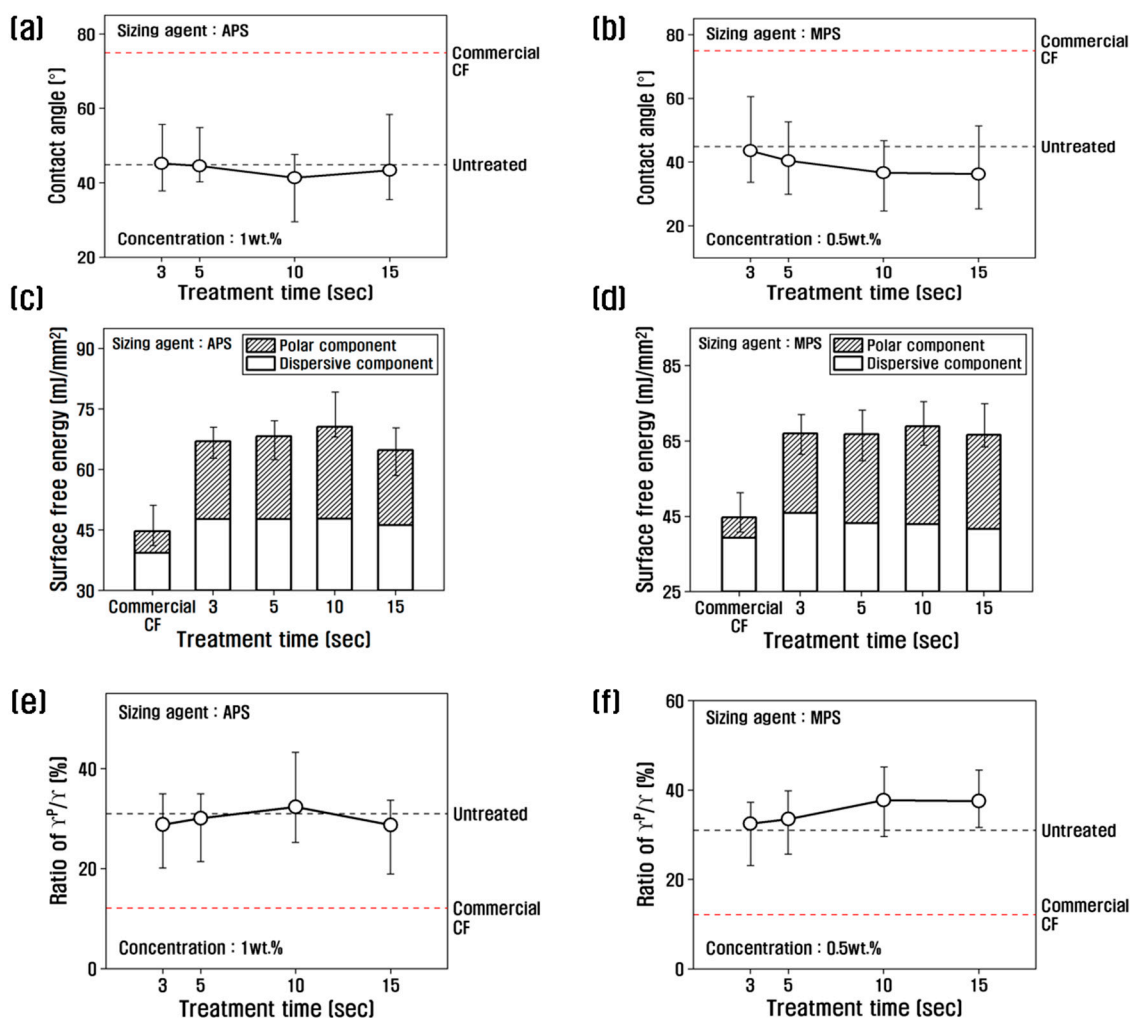 (a)
Sizing agent : APS
80
60
40
20
Contact angle (°)
Commercial
CF
Untreated
Concentration : 1wt.%
3 5 10 15
Treatment time (sec)
(b)
Sizing agent : MPS
80
60
40
20
Contact angle (°)
Commercial
CF
Untreated
Concentration : 0.5wt.%
3 5 10 15
Treatment time (sec)
(c)
Sizing agent : APS
Polar component
Dispersive component
90
75
60
45
30
Surface free energy (mJ/mm²)
Commercial
CF
3 5 10 15
Treatment time (sec)
(d)
Sizing agent : MPS
Polar component
Dispersive component
85
65
45
25
Surface free energy (mJ/mm²)
Commercial
CF
3 5 10 15
Treatment time (sec)
(e)
Sizing agent : APS
40
20
0
Ratio of ϒᴾ/ϒ (%)
Untreated
Commercial
CF
Concentration : 1wt.%
3 5 10 15
Treatment time (sec)
(f)
Sizing agent : MPS
60
40
20
0
Ratio of ϒᴾ/ϒ (%)
Untreated
Commercial
CF
Concentration : 0.5wt.%
3 5 10 15
Treatment time (sec)